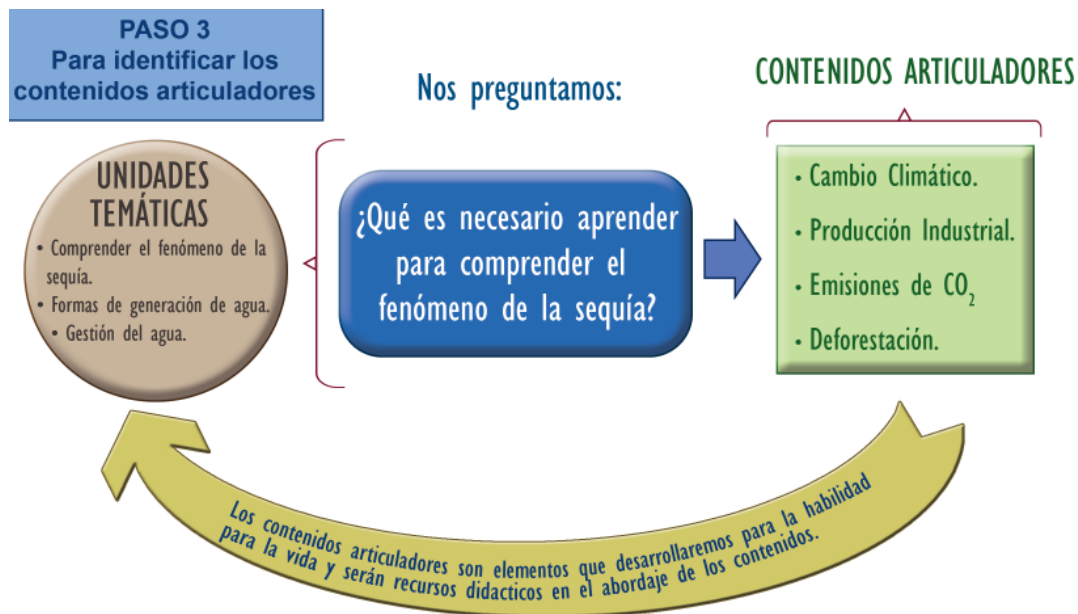 PASO 3
Para identificar los
contenidos articuladores
Nos preguntamos:
CONTENIDOS ARTICULADORES
UNIDADES
TEMÁTICAS
• Comprender el fenómeno de la
sequía.
• Formas de generación de agua.
• Gestión del agua.
¿Qué es necesario aprender
para comprender el
fenómeno de la sequía?
• Cambio Climático.
• Producción Industrial.
• Emisiones de CO₂
• Deforestación.
Los contenidos articuladores son elementos que desarrollaremos para la habilidad
para la vida y serán recursos didacticos en el abordaje de los contenidos.